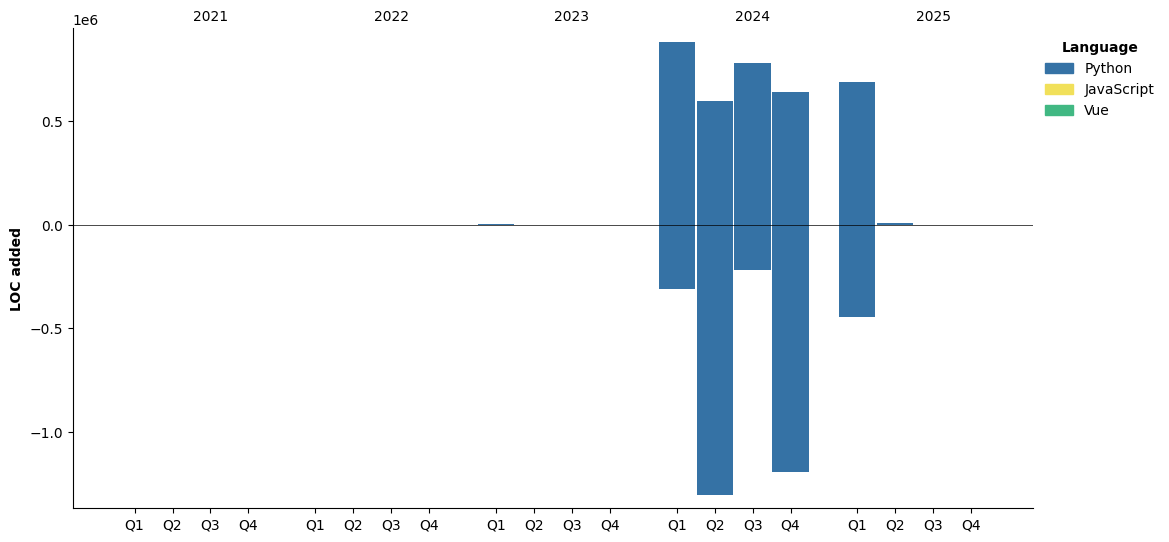 2021 2022 2023 2024 2025
1e6
Language
Python
JavaScript
Vue
0.5
0.0
−0.5
−1.0
LOC added
Q1 Q2 Q3 Q4 Q1 Q2 Q3 Q4 Q1 Q2 Q3 Q4 Q1 Q2 Q3 Q4 Q1 Q2 Q3 Q4